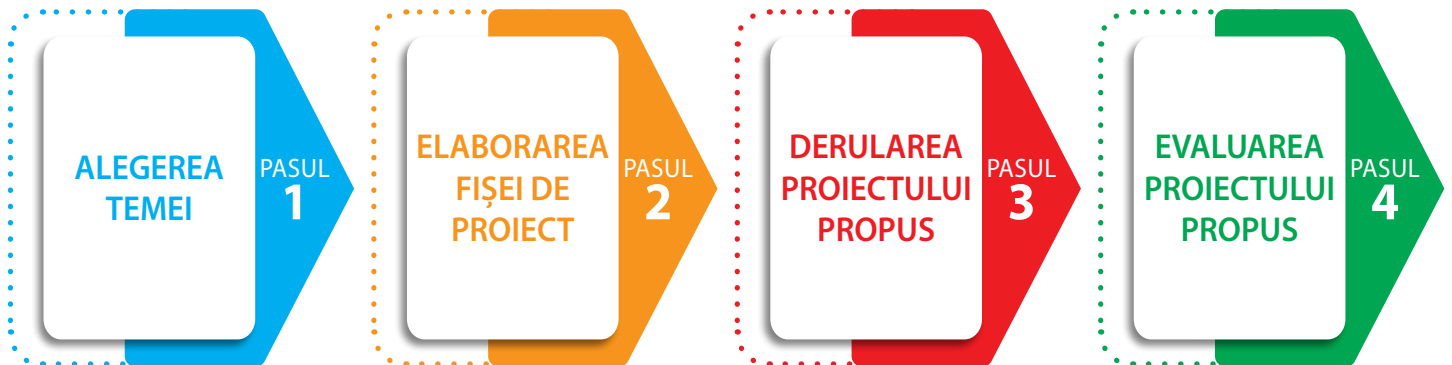 ALEGEREA
TEMEI
PASUL
1
ELABORAREA
FIȘEI DE
PROIECT
PASUL
2
DERULAREA
PROIECTULUI
PROPUS
PASUL
3
EVALUAREA
PROIECTULUI
PROPUS
PASUL
4